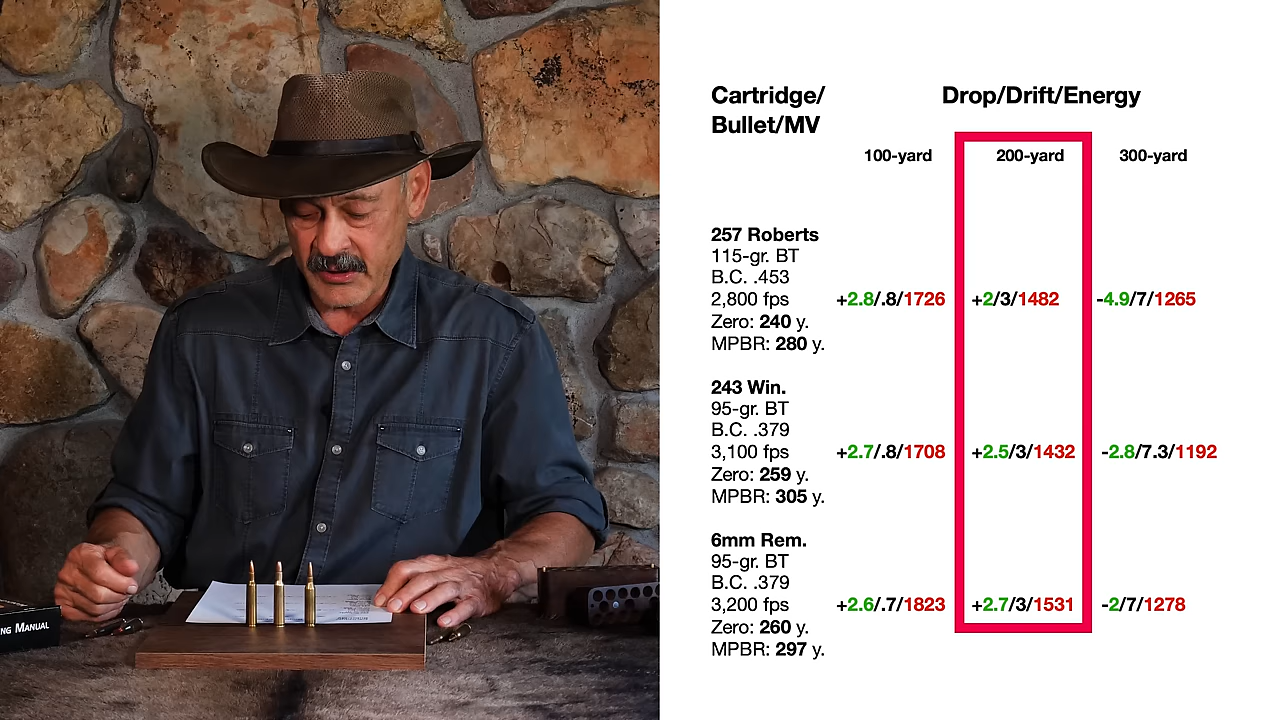 Cartridge/
Bullet/MV
Drop/Drift/Energy
100-yard 200-yard 300-yard
257 Roberts
115-gr. BT
B.C. .453
2,800 fps +2.8/.8/1726 +2/3/1482 -4.9/7/1265
Zero: 240 y.
MPBR: 280 y.
243 Win.
95-gr. BT
B.C. .379
3,100 fps +2.7/.8/1708 +2.5/3/1432 -2.8/7.3/1192
Zero: 259 y.
MPBR: 305 y.
6mm Rem.
95-gr. BT
B.C. .379
3,200 fps +2.6/.7/1823 +2.7/3/1531 -2/7/1278
Zero: 260 y.
MPBR: 297 y.
NG MANUAL